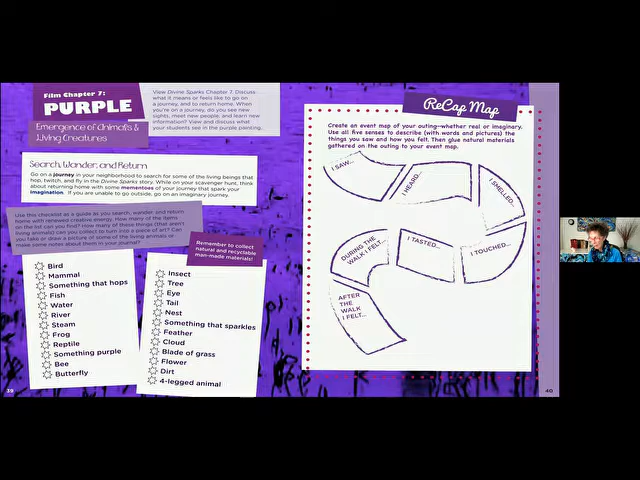 Film Chapter 7:
PURPLE
Emergence of Animals &
Living Creatures
View Divine Sparks Chapter 7. Discuss
what it means or feels like to go on
a journey, and to return home. When
you're on a journey, do you see new
sights, meet new people, and learn new
information? View and discuss what
your students see in the purple painting.
Search, Wander, and Return
Go on a journey in your neighborhood to search for some of the living beings that
hop, twitch, and fly in the Divine Sparks story. While on your scavenger hunt, think
about returning home with some mementoes of your journey that spark your
imagination. If you are unable to go outside, go on an imaginary journey.
Use this checklist as a guide as you search, wander, and return
home with renewed creative energy. How many of the items
on the list can you find? How many of these things (that aren't
living animals) can you collect to turn into a piece of art? Can
you take or draw a picture of some of the living animals or
make some notes about them in your journal?
Remember to collect
natural and recyclable
man-made materials!
Bird
Mammal
Something that hops
Fish
Water
River
Steam
Frog
Reptile
Something purple
Bee
Butterfly
Insect
Tree
Eye
Tail
Nest
Something that sparkles
Feather
Cloud
Blade of grass
Flower
Dirt
4-legged animal
39
ReCap Map
Create an event map of your outing—whether real or imaginary.
Use all five senses to describe (with words and pictures) the
things you saw and how you felt. Then glue natural materials
gathered on the outing to your event map.
I SAW...
I HEARD...
I SMELLED...
I TOUCHED...
I TASTED...
DURING THE
WALK I FELT...
AFTER
THE
WALK
I FELT...
40